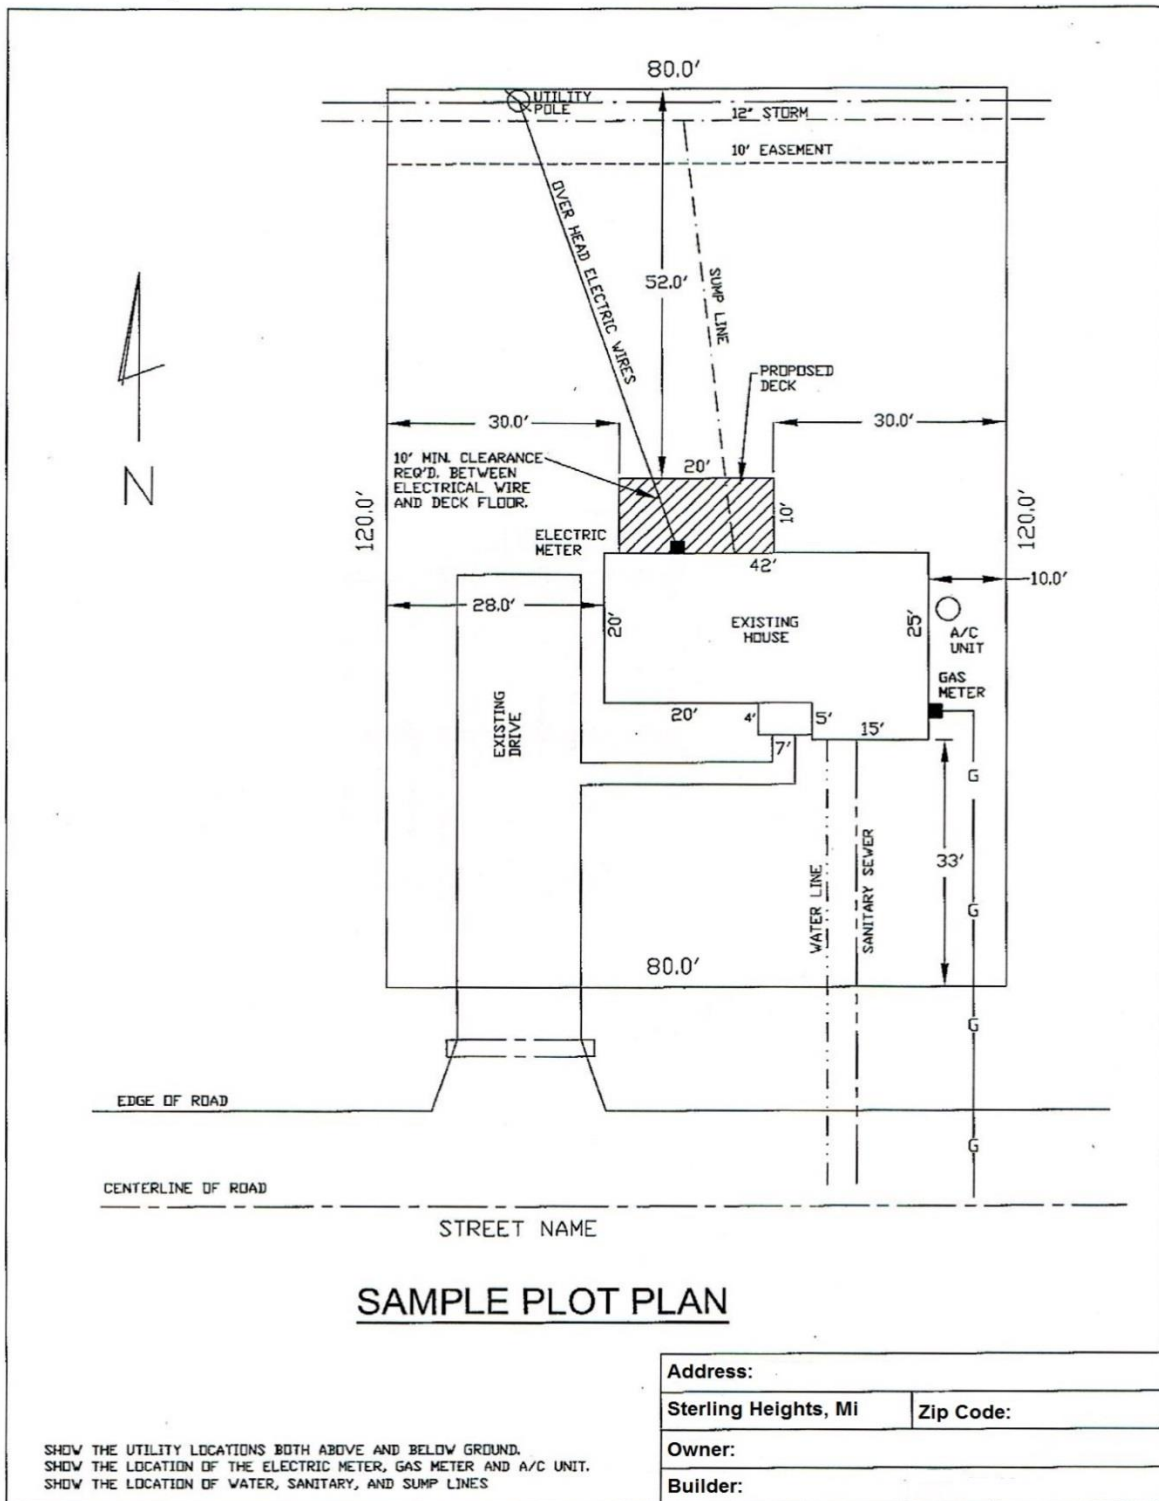 80.0'
UTILITY
POLE
12" STORM
10' EASEMENT
OVER HEAD ELECTRIC WIRES
52.0'
SUMP LINE
PROPOSED
DECK
30.0'
30.0'
10' MIN. CLEARANCE
REQ'D. BETWEEN
ELECTRICAL WIRE
AND DECK FLOOR.
20'
10'
N
120.0'
120.0'
ELECTRIC
METER
42'
10.0'
28.0'
20'
EXISTING
HOUSE
25'
A/C
UNIT
GAS
METER
EXISTING
DRIVE
20'
4'
5'
15'
7'
G
33'
WATER LINE
SANITARY SEWER
G
80.0'
G
EDGE OF ROAD
G
CENTERLINE OF ROAD
STREET NAME
SAMPLE PLOT PLAN
Address:
Sterling Heights, Mi
Zip Code:
Owner:
Builder:
SHOW THE UTILITY LOCATIONS BOTH ABOVE AND BELOW GROUND.
SHOW THE LOCATION OF THE ELECTRIC METER, GAS METER AND A/C UNIT.
SHOW THE LOCATION OF WATER, SANITARY, AND SUMP LINES